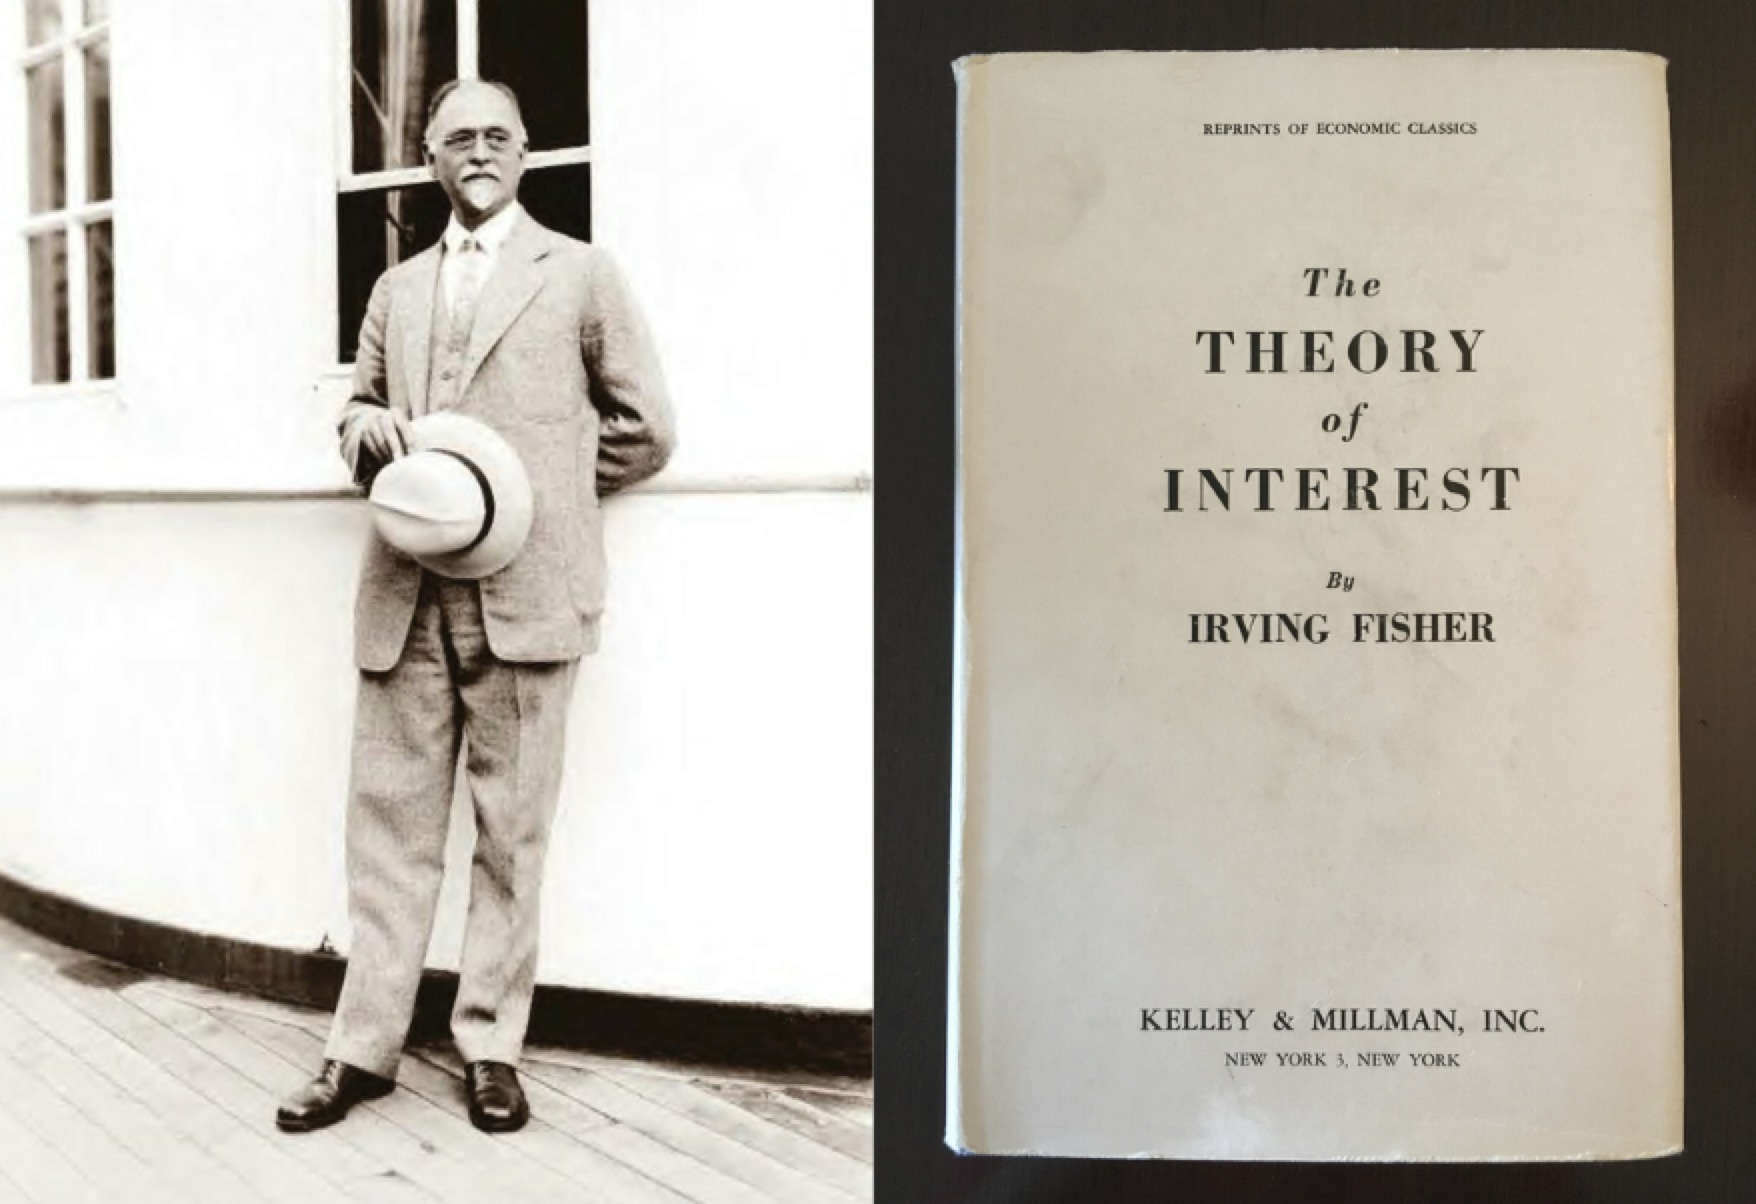 REPRINTS OF ECONOMIC CLASSICS
The
THEORY
of
INTEREST
By
IRVING FISHER
KELLEY & MILLMAN, INC.
NEW YORK 3, NEW YORK